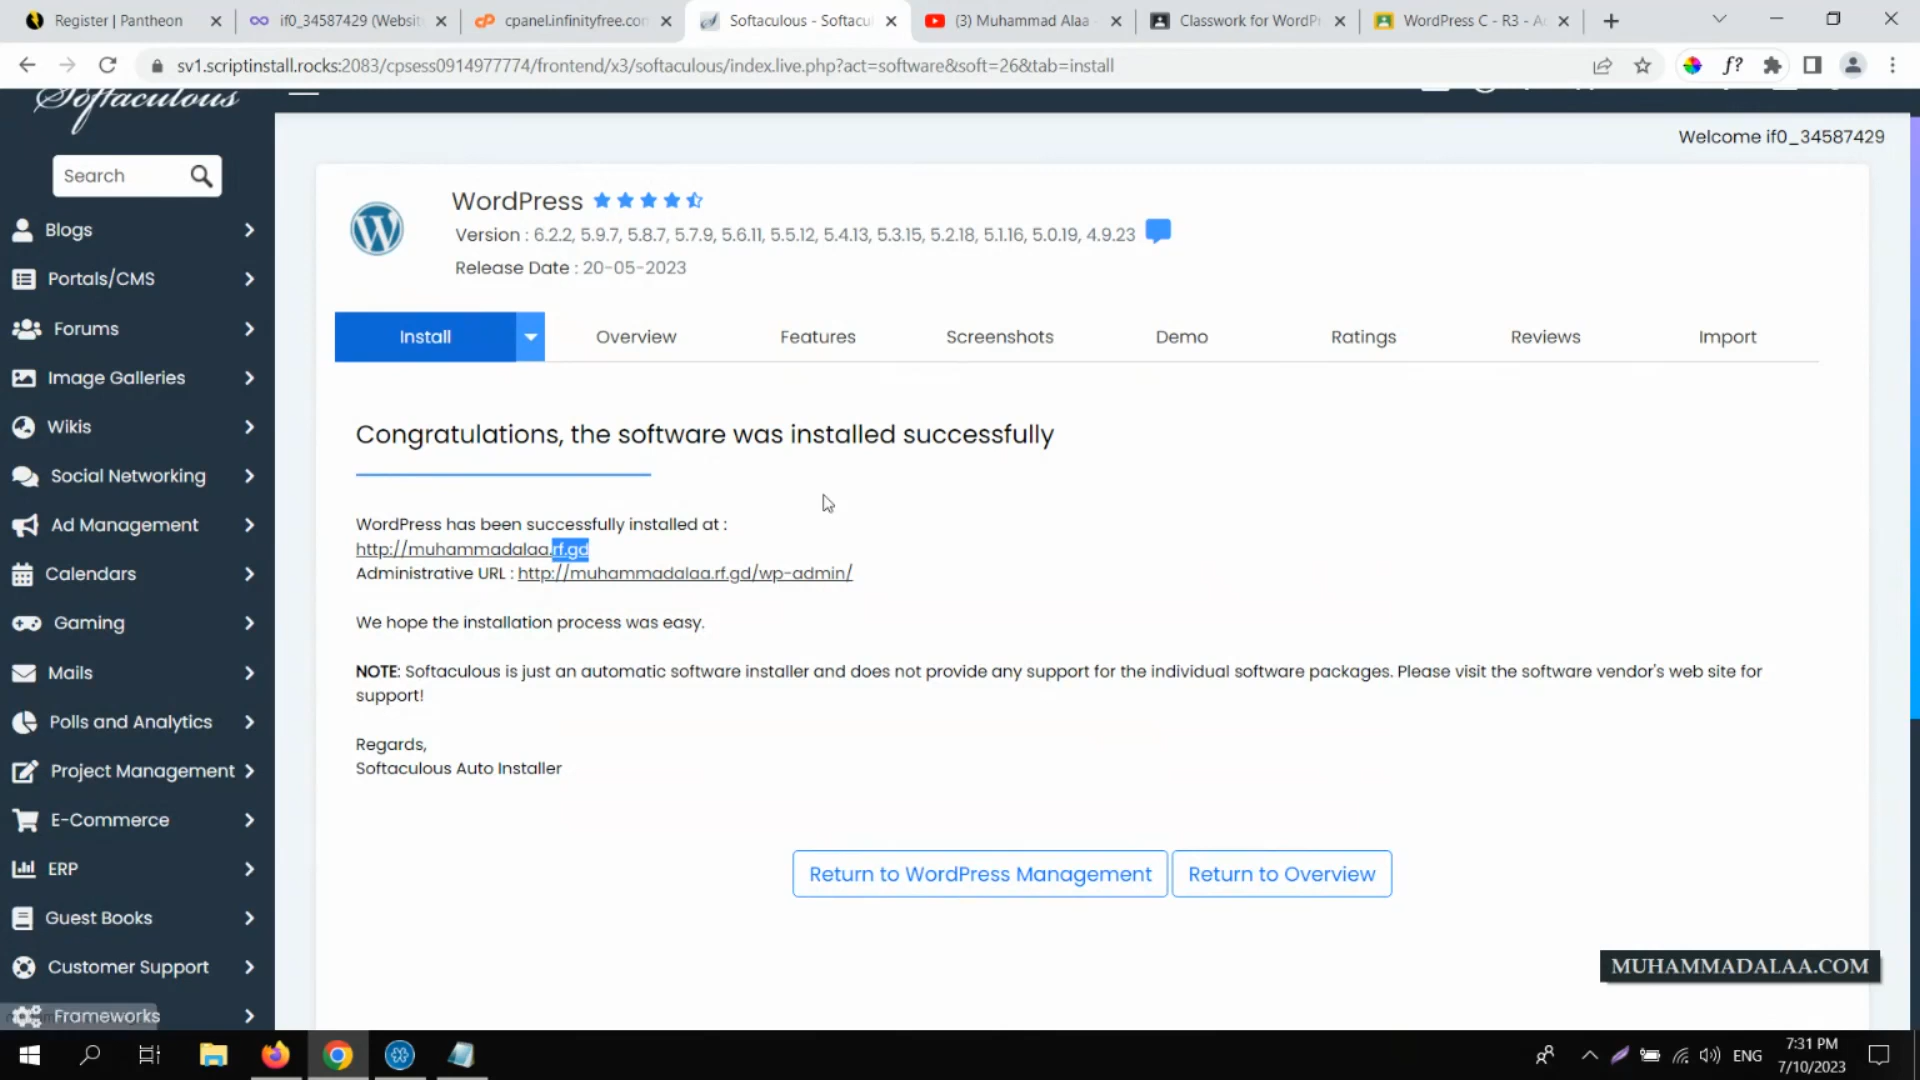 Register | Pantheon
if0_34587429 (Websit
cpanel.infinityfree.com
Softaculous - Softacul
(3) Muhammad Alaa
Classwork for WordP
WordPress C - R3 - A
sv1.scriptinstall.rocks:2083/cpsess0914977774/frontend/x3/softaculous/index.live.php?act=software&soft=26&tab=install
f?
Softaculous
Welcome if0_34587429
Search
Blogs
Portals/CMS
Forums
Image Galleries
Wikis
Social Networking
Ad Management
Calendars
Gaming
Mails
Polls and Analytics
Project Management
E-Commerce
ERP
Guest Books
Customer Support
Frameworks
WordPress
Version : 6.2.2, 5.9.7, 5.8.7, 5.7.9, 5.6.11, 5.5.12, 5.4.13, 5.3.15, 5.2.18, 5.1.16, 5.0.19, 4.9.23
Release Date : 20-05-2023
Install
Overview
Features
Screenshots
Demo
Ratings
Reviews
Import
Congratulations, the software was installed successfully
WordPress has been successfully installed at :
http://muhammadalaa.rf.gd
Administrative URL : http://muhammadalaa.rf.gd/wp-admin/
We hope the installation process was easy.
NOTE: Softaculous is just an automatic software installer and does not provide any support for the individual software packages. Please visit the software vendor's web site for
support!
Regards,
Softaculous Auto Installer
Return to WordPress Management
Return to Overview
MUHAMMADALAA.COM
ENG
7:31 PM
7/10/2023